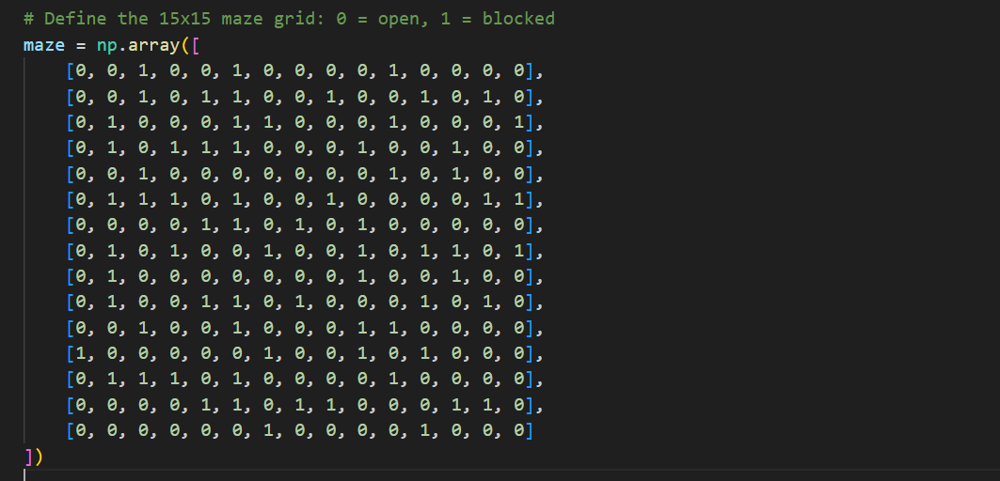 # Define the 15x15 maze grid: 0 = open, 1 = blocked
maze = np.array([
[0, 0, 1, 0, 0, 1, 0, 0, 0, 0, 1, 0, 0, 0, 0],
[0, 0, 1, 0, 1, 1, 0, 0, 1, 0, 0, 1, 0, 1, 0],
[0, 1, 0, 0, 0, 1, 1, 0, 0, 0, 1, 0, 0, 0, 1],
[0, 1, 0, 1, 1, 1, 0, 0, 0, 1, 0, 0, 1, 0, 0],
[0, 0, 1, 0, 0, 0, 0, 0, 0, 0, 1, 0, 1, 0, 0],
[0, 1, 1, 1, 0, 1, 0, 0, 1, 0, 0, 0, 0, 1, 1],
[0, 0, 0, 0, 1, 1, 0, 1, 0, 1, 0, 0, 0, 0, 0],
[0, 1, 0, 1, 0, 0, 1, 0, 0, 1, 0, 1, 1, 0, 1],
[0, 1, 0, 0, 0, 0, 0, 0, 0, 1, 0, 0, 1, 0, 0],
[0, 1, 0, 0, 1, 1, 0, 1, 0, 0, 0, 1, 0, 1, 0],
[0, 0, 1, 0, 0, 1, 0, 0, 0, 1, 1, 0, 0, 0, 0],
[1, 0, 0, 0, 0, 0, 1, 0, 0, 1, 0, 1, 0, 0, 0],
[0, 1, 1, 1, 0, 1, 0, 0, 0, 0, 1, 0, 0, 0, 0],
[0, 0, 0, 0, 1, 1, 0, 1, 1, 0, 0, 0, 1, 1, 0],
[0, 0, 0, 0, 0, 0, 1, 0, 0, 0, 0, 1, 0, 0, 0]
])